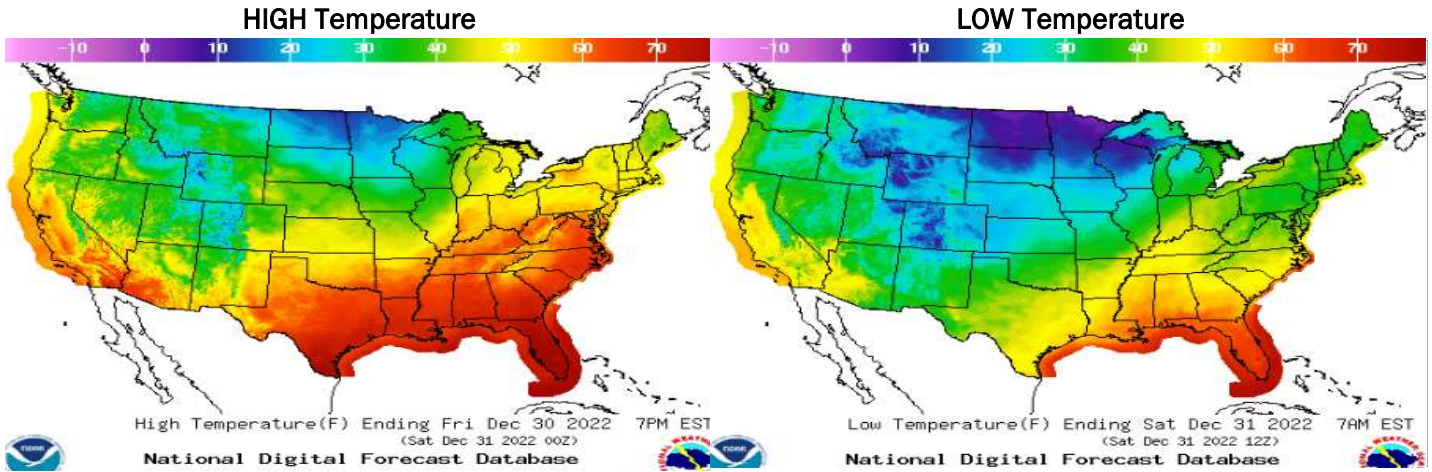 HIGH Temperature
LOW Temperature
-10 0 10 20 30 40 50 60 70
-10 0 10 20 30 40 50 60 70
High Temperature(F) Ending Fri Dec 30 2022 7PM EST
(Sat Dec 31 2022 00Z)
National Digital Forecast Database
Low Temperature(F) Ending Sat Dec 31 2022 7AM EST
(Sat Dec 31 2022 12Z)
National Digital Forecast Database